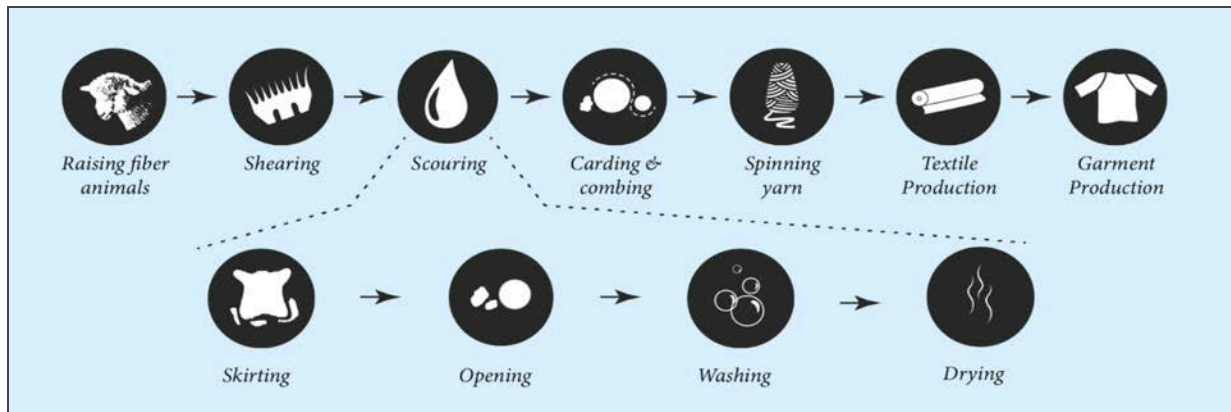 Raising fiber
animals
Shearing
Scouring
Carding &
combing
Spinning
yarn
Textile
Production
Garment
Production
Skirting
Opening
Washing
Drying